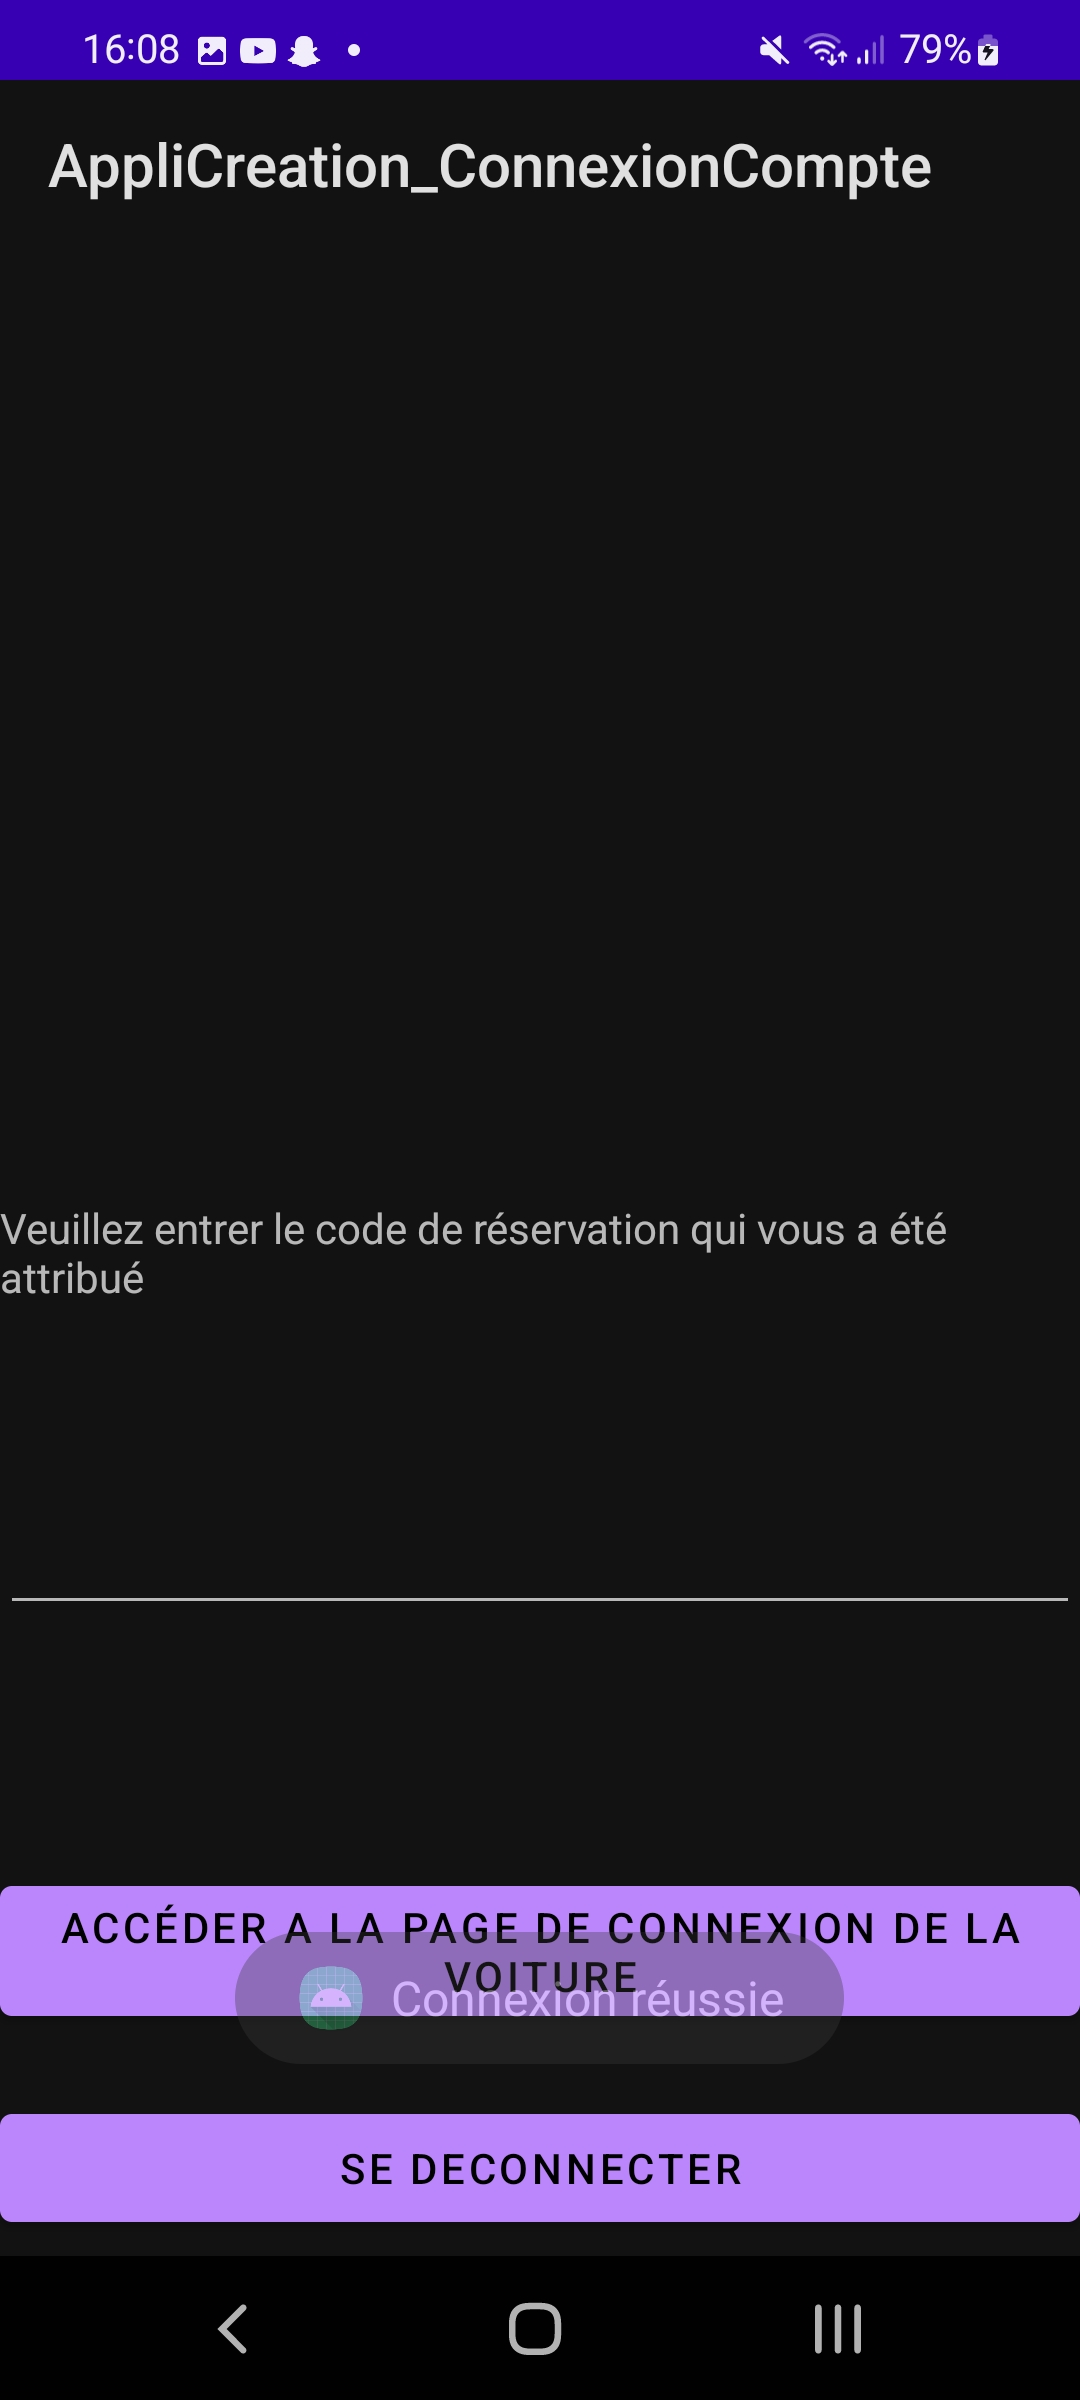 16:08
79%
AppliCreation_ConnexionCompte
Veuillez entrer le code de réservation qui vous a été
attribué
ACCÉDER A LA PAGE DE CONNEXION DE LA
VOITURE
Connexion réussie
SE DECONNECTER